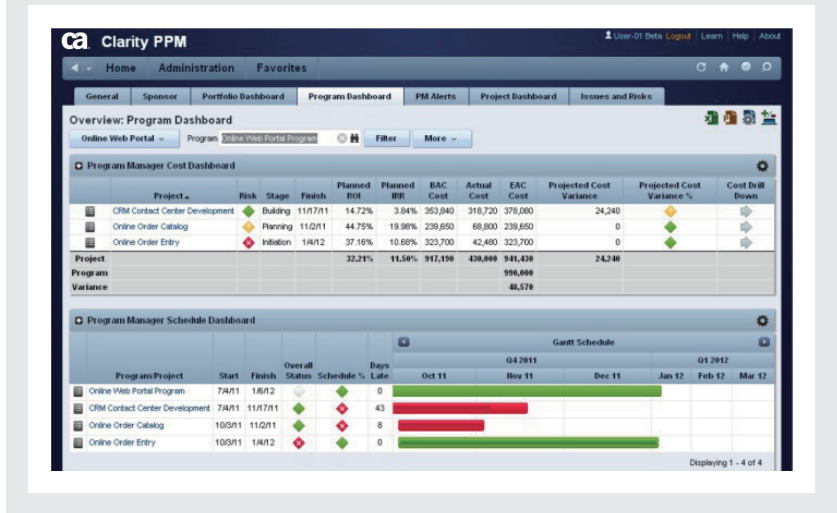 ca Clarity PPM
User-01 Beta Logout Learn Help About
Home Administration Favorites
General Sponsor Portfolio Dashboard Program Dashboard PM Alerts Project Dashboard Issues and Risks
Overview: Program Dashboard
Online Web Portal Program Online Web Portal Program Filter More
Program Manager Cost Dashboard
Project Risk Stage Finish Planned ROI Planned IRR BAC Cost Actual Cost EAC Cost Projected Cost Variance Projected Cost Variance % Cost Drill Down
CRM Contact Center Development Building 11/17/11 14.72% 3.84% 353,840 318,720 378,080 24,240
Online Order Catalog Planning 11/2/11 44.75% 19.98% 239,650 68,800 239,650 0
Online Order Entry Initiation 1/4/12 37.16% 10.68% 323,700 42,480 323,700 0
Project 32.21% 11.50% 917,190 430,000 941,430 24,240
Program 990,000
Variance 48,570
Program Manager Schedule Dashboard
Gantt Schedule
Q4 2011 Q1 2012
Program/Project Start Finish Overall Status Schedule % Days Late Oct 11 Nov 11 Dec 11 Jan 12 Feb 12 Mar 12
Online Web Portal Program 7/4/11 1/6/12 0
CRM Contact Center Development 7/4/11 11/17/11 43
Online Order Catalog 10/3/11 11/2/11 8
Online Order Entry 10/3/11 1/4/12 0
Displaying 1 - 4 of 4